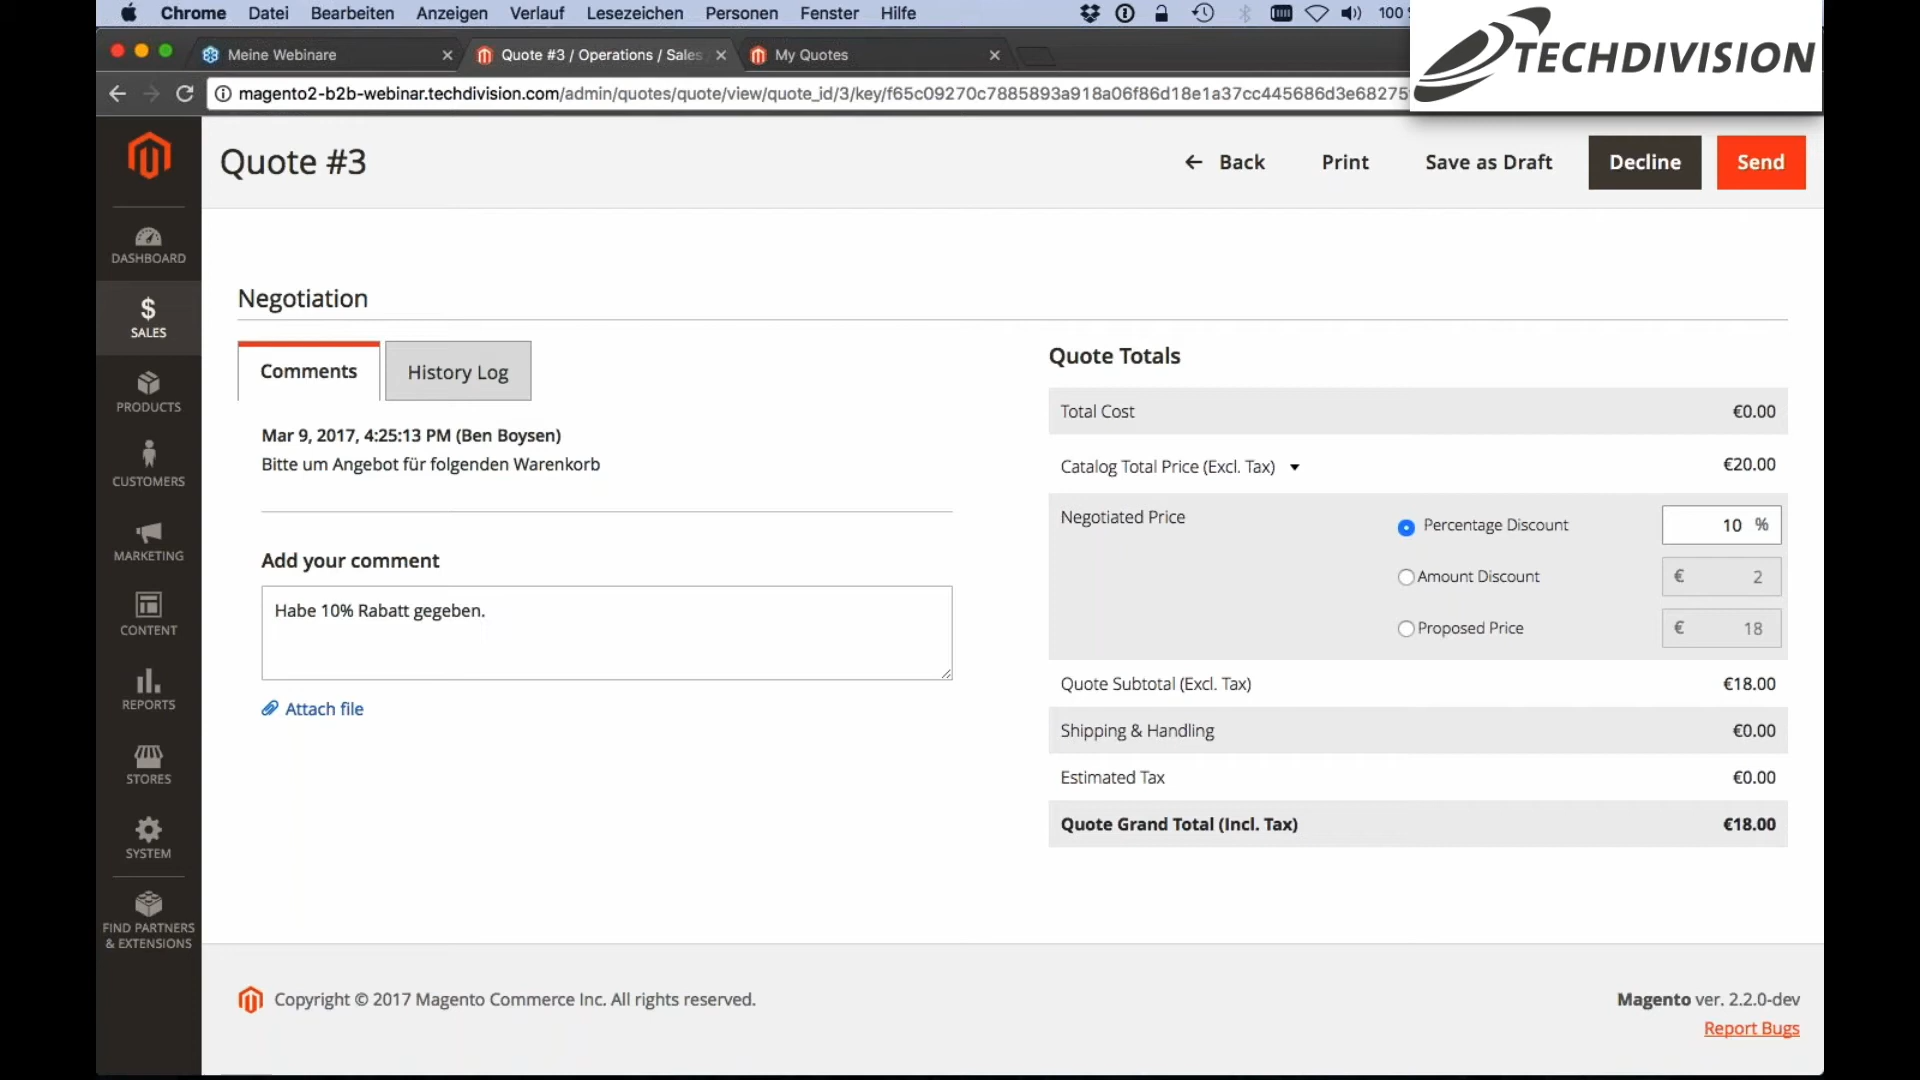 Chrome Datei Bearbeiten Anzeigen Verlauf Lesezeichen Personen Fenster Hilfe 100
TECHDIVISION
Meine Webinare
Quote #3 / Operations / Sales
My Quotes
magento2-b2b-webinar.techdivision.com/admin/quotes/quote/view/quote_id/3/key/f65c09270c7885893a918a06f86d18e1a37cc445686d3e68275
Quote #3
Back
Print
Save as Draft
Decline
Send
DASHBOARD
$
SALES
PRODUCTS
CUSTOMERS
MARKETING
CONTENT
REPORTS
STORES
SYSTEM
FIND PARTNERS
& EXTENSIONS
Negotiation
Comments
History Log
Mar 9, 2017, 4:25:13 PM (Ben Boysen)
Bitte um Angebot für folgenden Warenkorb
Add your comment
Habe 10% Rabatt gegeben.
Attach file
Quote Totals
Total Cost €0.00
Catalog Total Price (Excl. Tax) €20.00
Negotiated Price
Percentage Discount 10 %
Amount Discount € 2
Proposed Price € 18
Quote Subtotal (Excl. Tax) €18.00
Shipping & Handling €0.00
Estimated Tax €0.00
Quote Grand Total (Incl. Tax) €18.00
Copyright © 2017 Magento Commerce Inc. All rights reserved.
Magento ver. 2.2.0-dev
Report Bugs